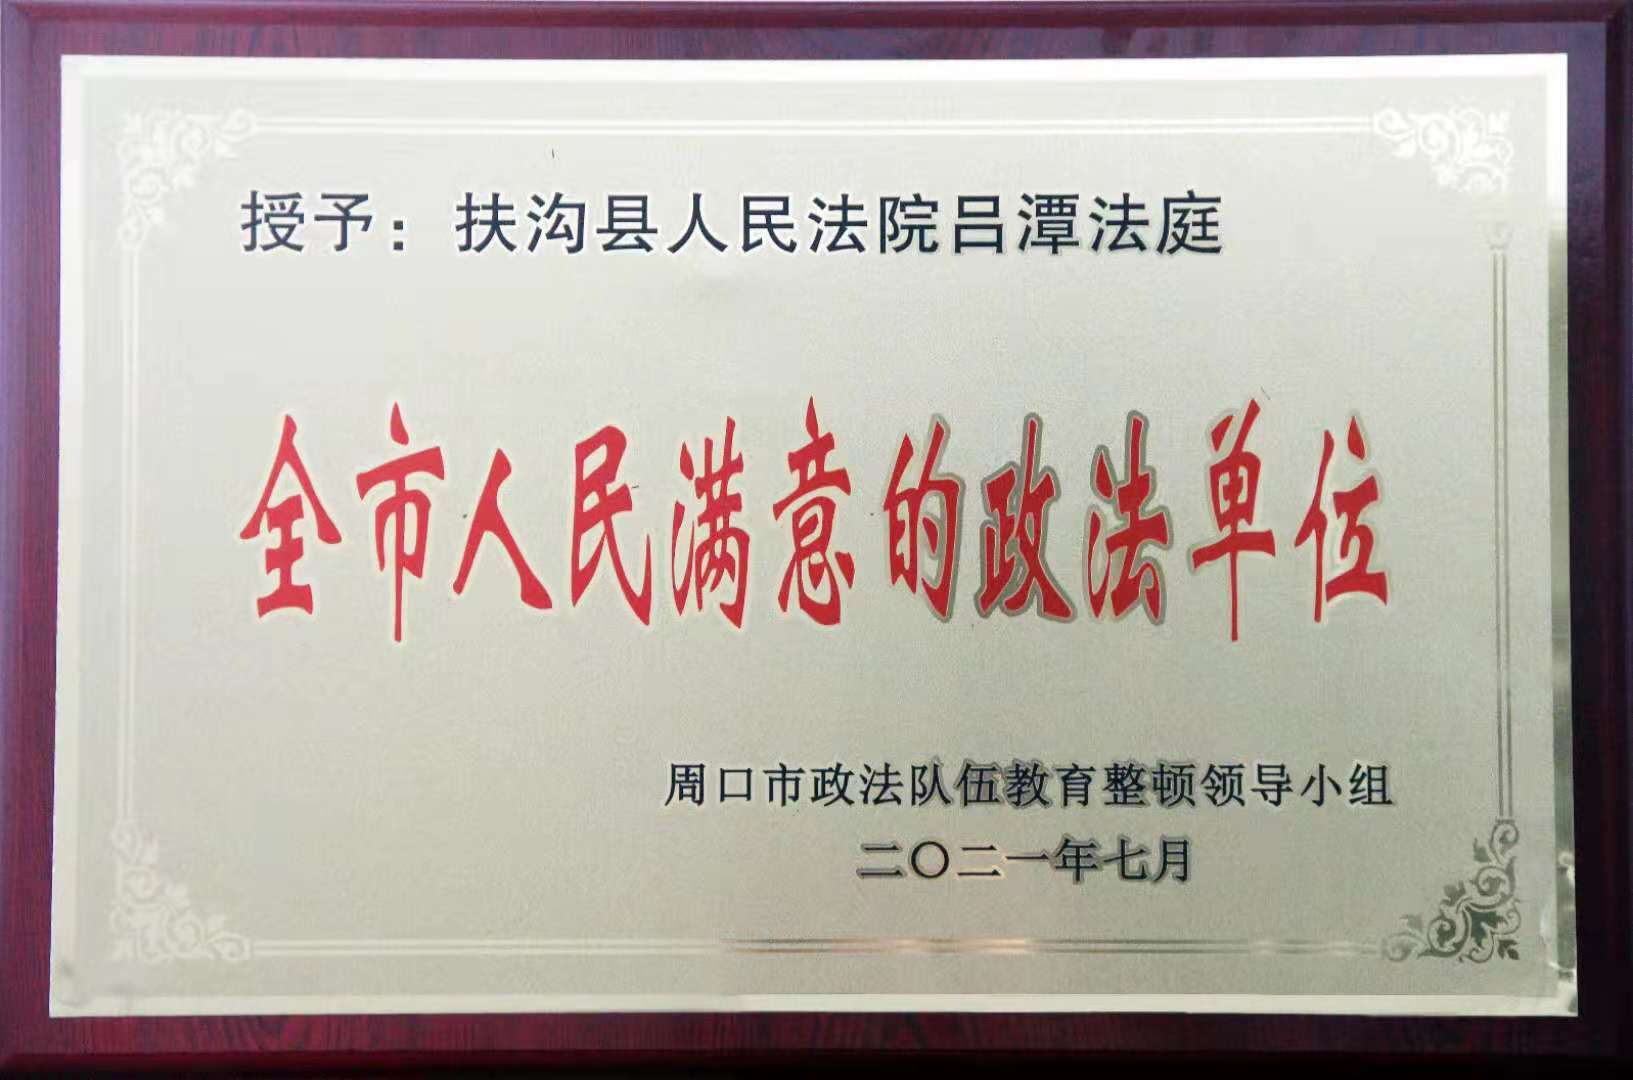 授予：扶沟县人民法院吕潭法庭
全市人民满意的政法单位
周口市政法队伍教育整顿领导小组
二〇二一年七月